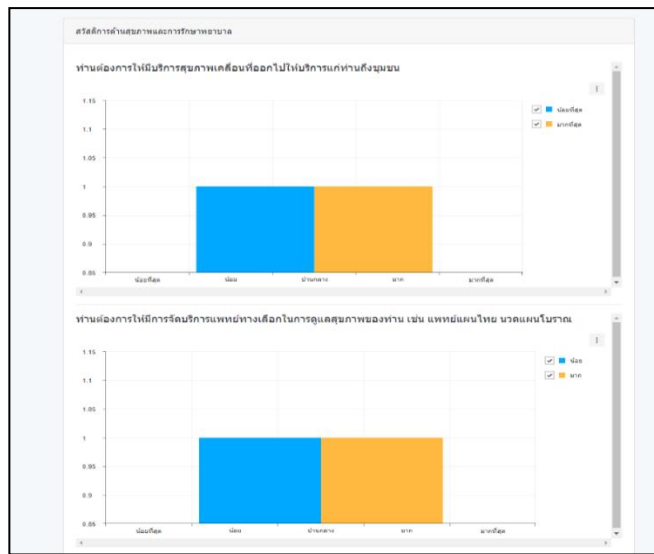 สวัสดิการด้านสุขภาพและการรักษาพยาบาล
ท่านต้องการให้มีบริการสุขภาพเคลื่อนที่ออกไปให้บริการแก่ท่านถึงชุมชน
1.15
1.1
1.05
1
0.95
0.9
0.85
น้อยที่สุด
น้อย
ปานกลาง
มาก
มากที่สุด
น้อยที่สุด
มากที่สุด
ท่านต้องการให้มีการจัดบริการแพทย์ทางเลือกในการดูแลสุขภาพของท่าน เช่น แพทย์แผนไทย นวดแผนโบราณ
1.15
1.1
1.05
1
0.95
0.9
0.85
น้อยที่สุด
น้อย
ปานกลาง
มาก
มากที่สุด
น้อย
มาก